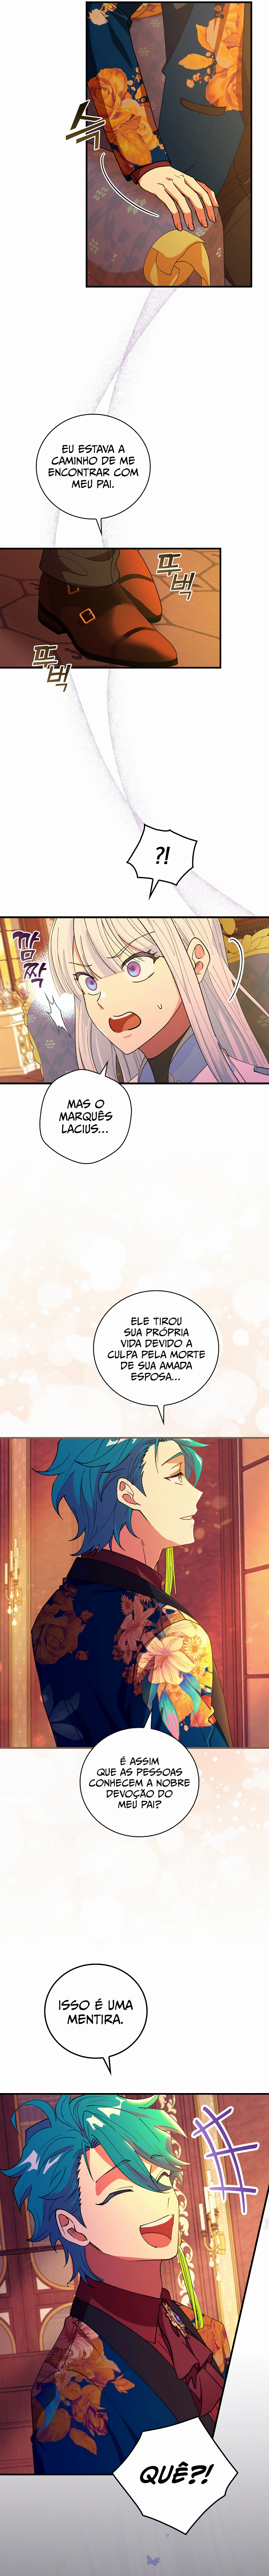 슥
EU ESTAVA A
CAMINHO DE ME
ENCONTRAR COM
MEU PAI.
뚜벅
뚜벅
?!
깜짝
MAS O
MARQUÊS
LACIUS...
ELE TIROU
SUA PRÓPRIA
VIDA DEVIDO A
CULPA PELA MORTE
DE SUA AMADA
ESPOSA...
É ASSIM
QUE AS PESSOAS
CONHECEM A NOBRE
DEVOÇÃO DO
MEU PAI?
ISSO É UMA
MENTIRA.
QUÊ?!